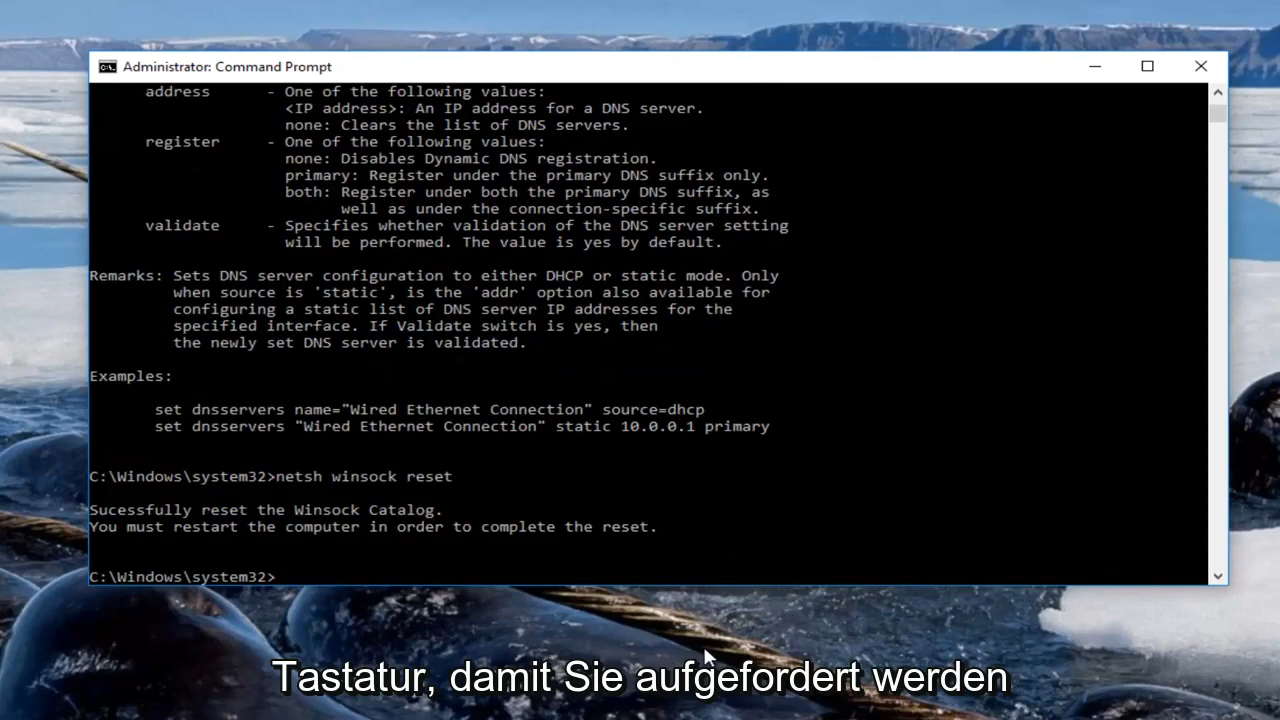 Administrator: Command Prompt
address - One of the following values:
<IP address>: An IP address for a DNS server.
none: Clears the list of DNS servers.
register - One of the following values:
none: Disables Dynamic DNS registration.
primary: Register under the primary DNS suffix only.
both: Register under both the primary DNS suffix, as
well as under the connection-specific suffix.
validate - Specifies whether validation of the DNS server setting
will be performed. The value is yes by default.
Remarks: Sets DNS server configuration to either DHCP or static mode. Only
when source is 'static', is the 'addr' option also available for
configuring a static list of DNS server IP addresses for the
specified interface. If Validate switch is yes, then
the newly set DNS server is validated.
Examples:
set dnsservers name="Wired Ethernet Connection" source=dhcp
set dnsservers "Wired Ethernet Connection" static 10.0.0.1 primary
C:\Windows\system32>netsh winsock reset
Sucessfully reset the Winsock Catalog.
You must restart the computer in order to complete the reset.
C:\Windows\system32>
Tastatur, damit Sie aufgefordert werden